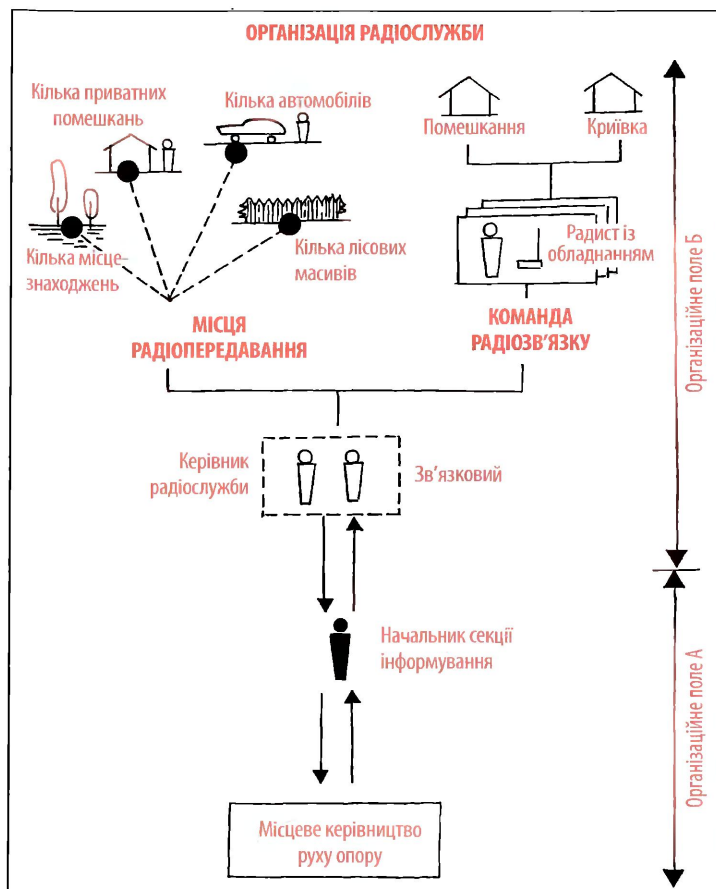 ОРГАНІЗАЦІЯ РАДІОСЛУЖБИ
Кілька приватних
помешкань
Кілька автомобілів
Помешкання
Криївка
Кілька місце-
знаходжень
Кілька лісових
масивів
Радист із
обладнанням
МІСЦЯ
РАДІОПЕРЕДАВАННЯ
КОМАНДА
РАДІОЗВ'ЯЗКУ
Організаційне поле Б
Керівник
радіослужби
Зв'язковий
Начальник секції
інформування
Організаційне поле А
Місцеве керівництво
руху опору